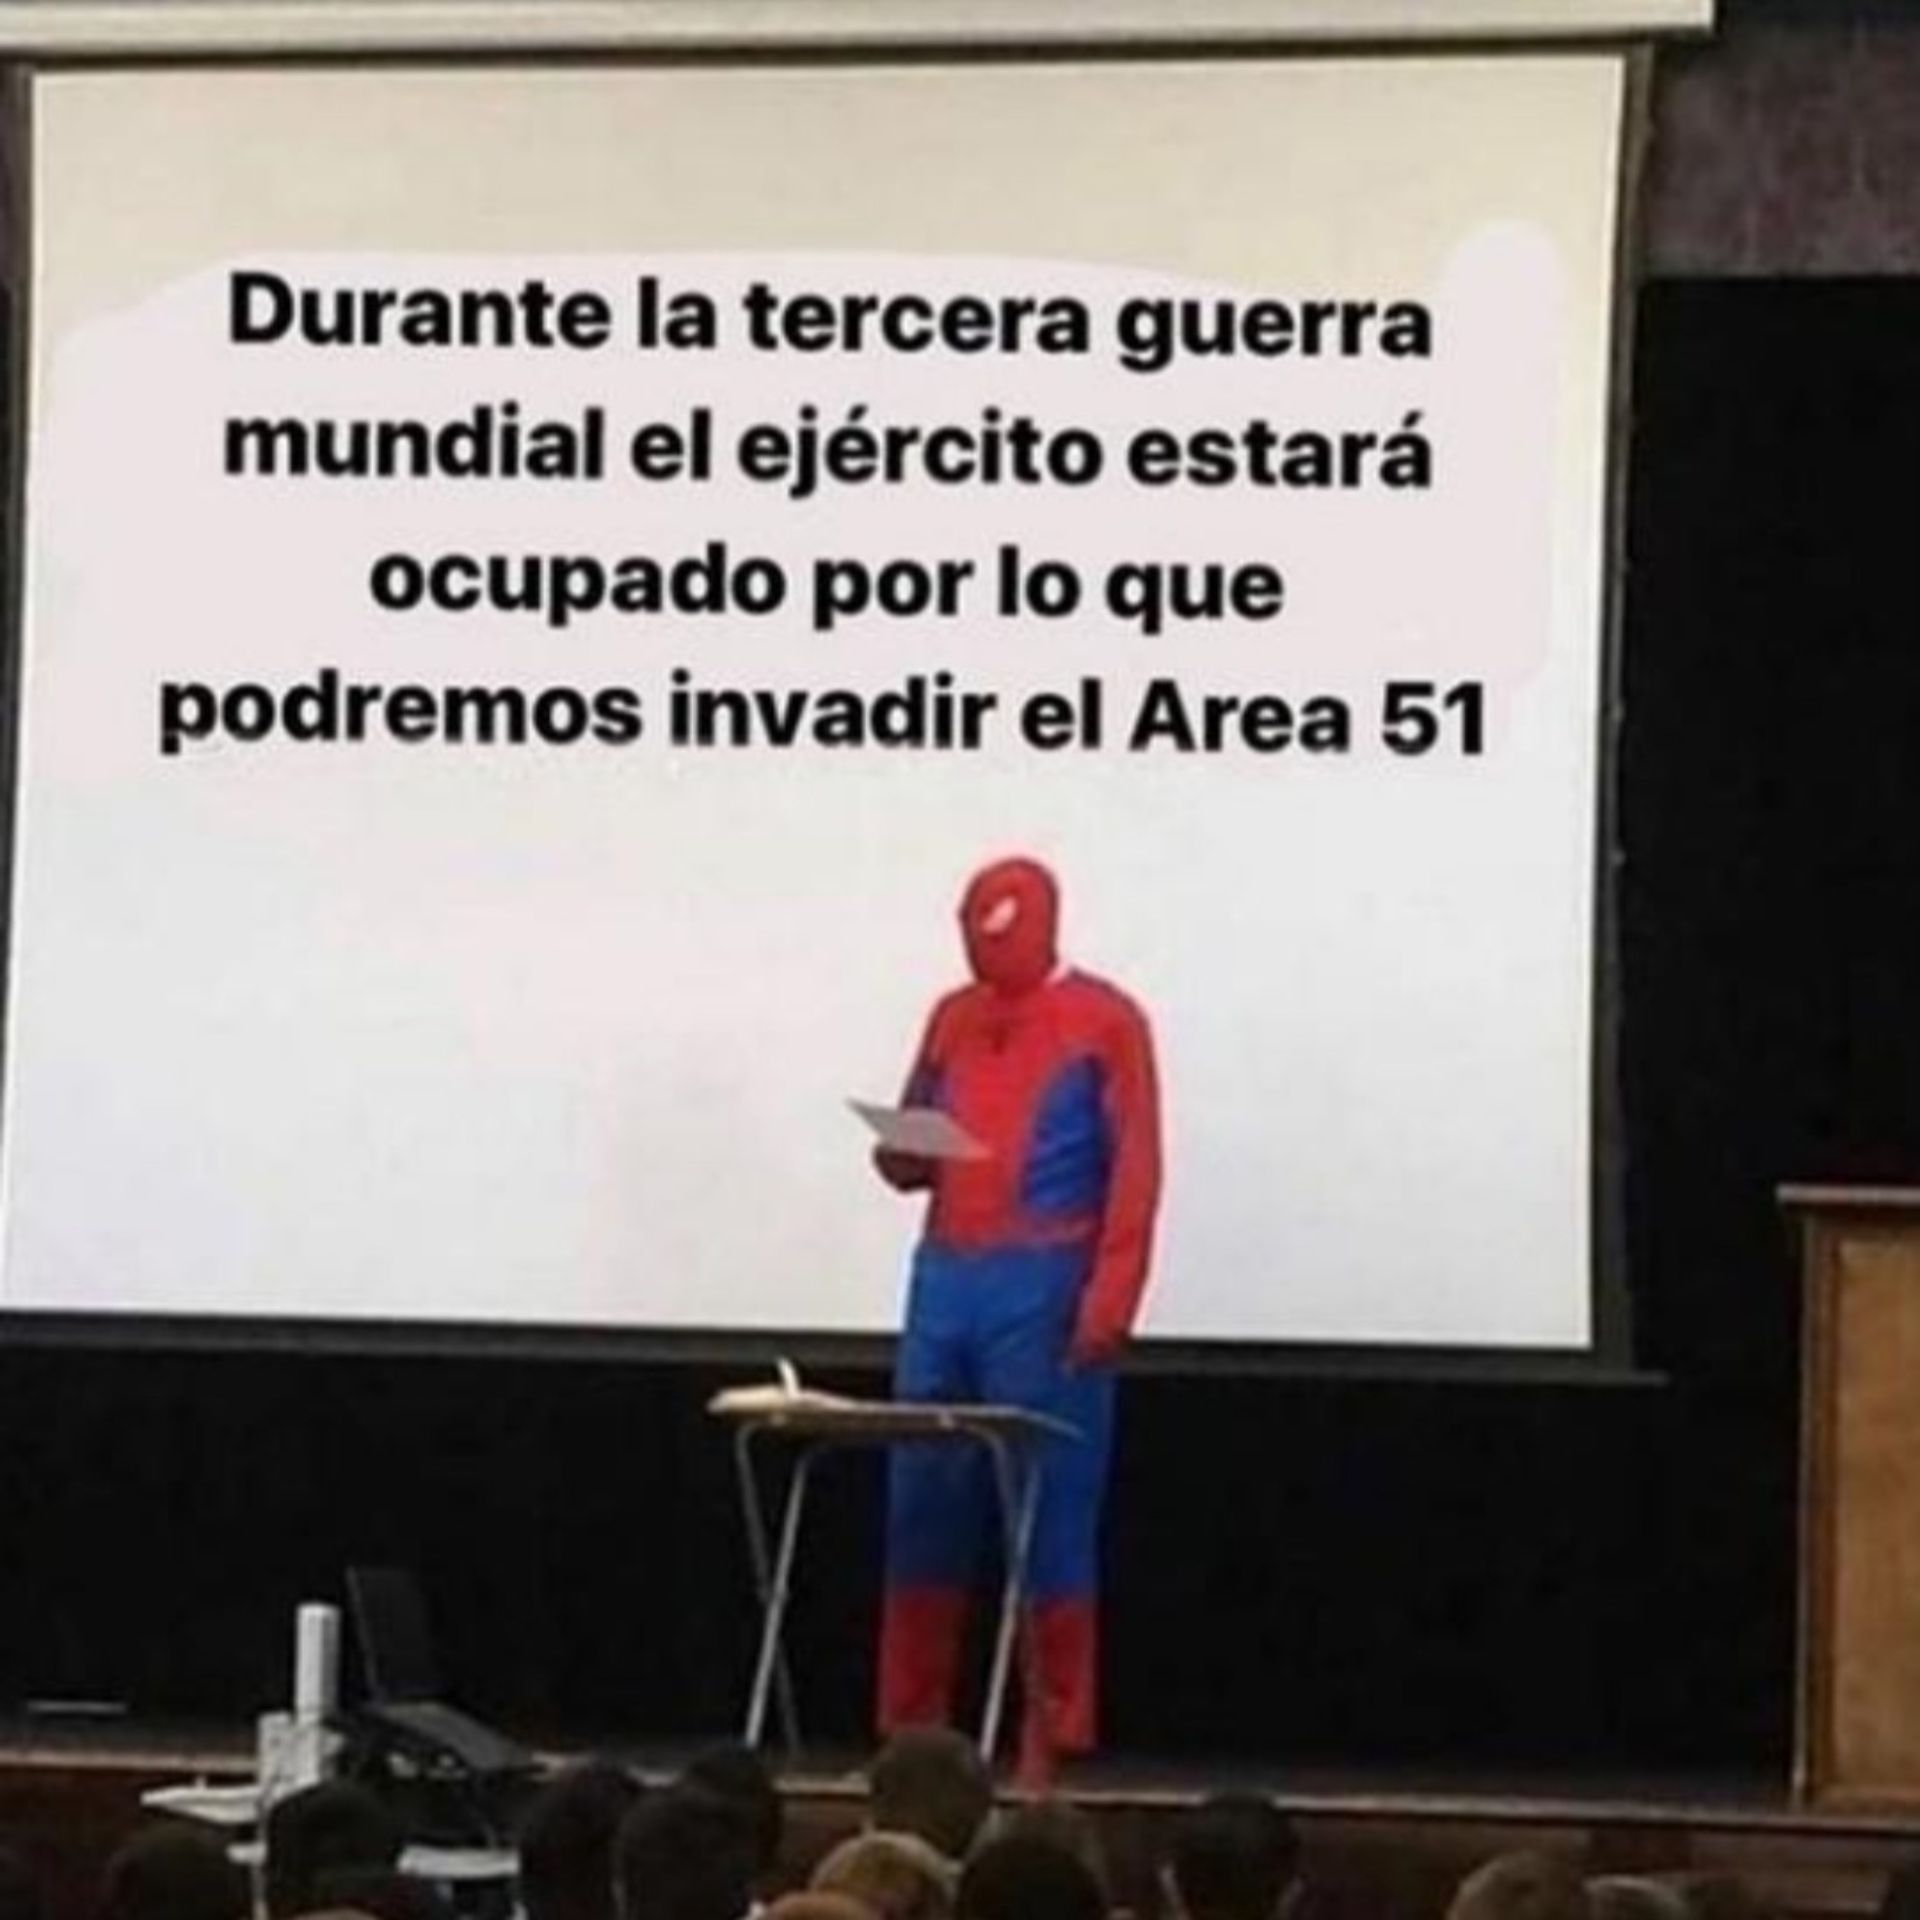 Durante la tercera guerra
mundial el ejército estará
ocupado por lo que
podremos invadir el Area 51